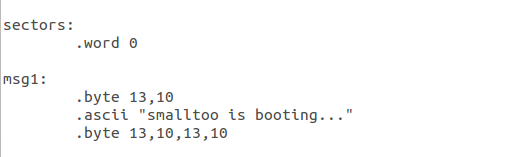 sectors:
        .word 0

msg1:
        .byte 13,10
        .ascii "smalltoo is booting..."
        .byte 13,10,13,10